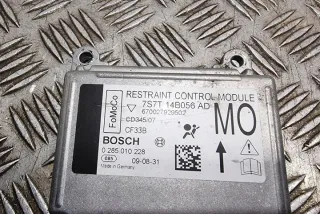 FoMoCo
RESTRAINT CONTROL MODULE
7S7T 14B056 AD
CD345/07
CF33B
MO
BOSCH
0 285 010 228
085
09-08-31
Made in Germany